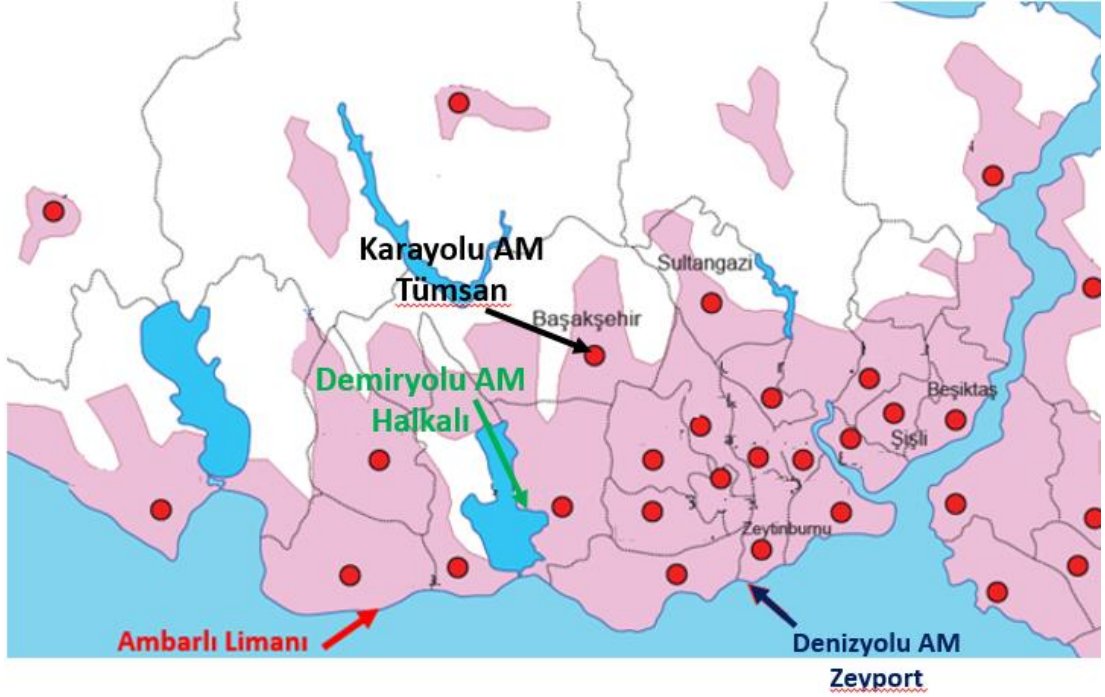 Sultangazi
Karayolu AM
Tümsan
Başakşehir
Demiryolu AM
Halkalı
Beşiktaş
Şişli
Zeytinburnu
Ambarlı Limanı
Denizyolu AM
Zeyport